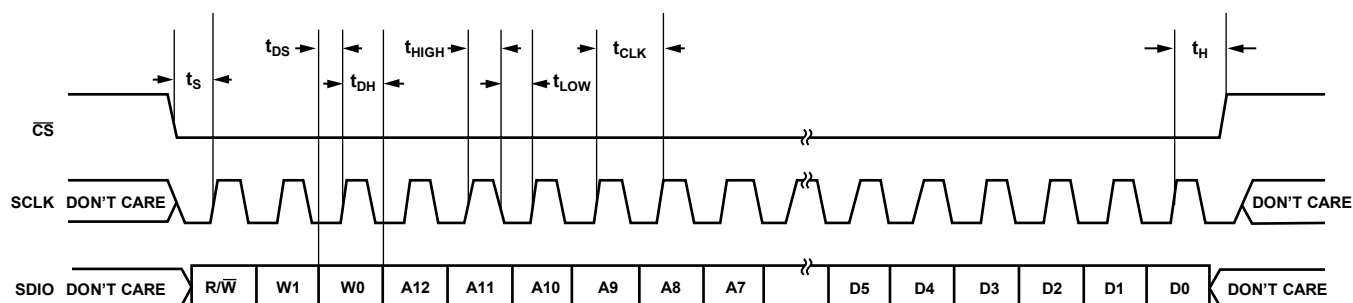 tDS
tHIGH
tCLK
tH
tS
tDH
tLOW
C̅S̅
SCLK DON'T CARE
DON'T CARE
SDIO DON'T CARE R/W̅ W1 W0 A12 A11 A10 A9 A8 A7 D5 D4 D3 D2 D1 D0 DON'T CARE